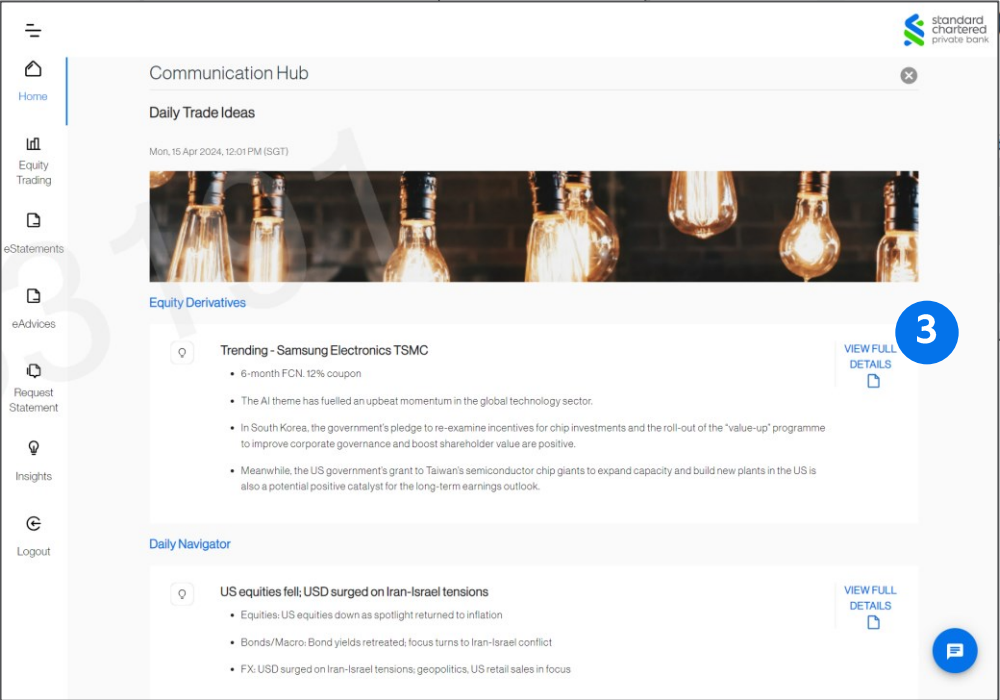 standard
chartered
private bank
Home
Equity
Trading
eStatements
eAdvices
Request
Statement
Insights
Logout
Communication Hub
Daily Trade Ideas
Mon, 15 Apr 2024, 12:01 PM (SGT)
Equity Derivatives
3
Trending - Samsung Electronics TSMC
VIEW FULL
DETAILS
• 6-month FCN. 12% coupon
• The AI theme has fuelled an upbeat momentum in the global technology sector.
• In South Korea, the government's pledge to re-examine incentives for chip investments and the roll-out of the “value-up” programme
to improve corporate governance and boost shareholder value are positive.
• Meanwhile, the US government's grant to Taiwan's semiconductor chip giants to expand capacity and build new plants in the US is
also a potential positive catalyst for the long-term earnings outlook.
Daily Navigator
US equities fell; USD surged on Iran-Israel tensions
VIEW FULL
DETAILS
• Equities: US equities down as spotlight returned to inflation
• Bonds/Macro: Bond yields retreated; focus turns to Iran-Israel conflict
• FX: USD surged on Iran-Israel tensions; geopolitics, US retail sales in focus